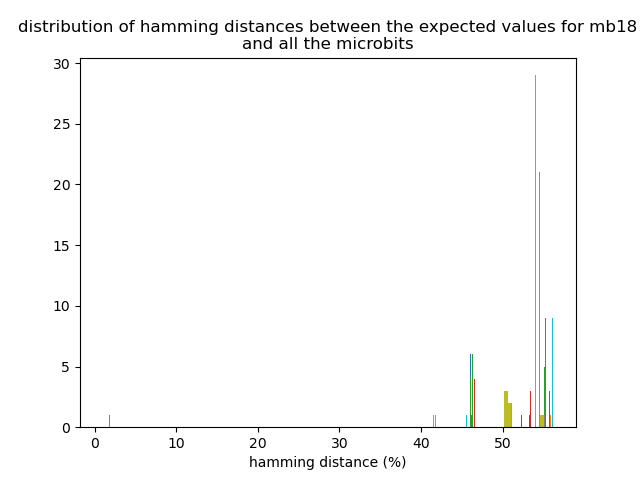 distribution of hamming distances between the expected values for mb18
and all the microbits
30
25
20
15
10
5
0
0 10 20 30 40 50
hamming distance (%)